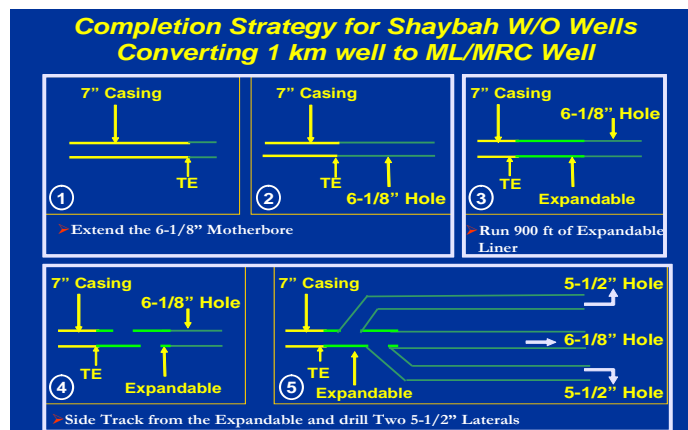 Completion Strategy for Shaybah W/O Wells
Converting 1 km well to ML/MRC Well
7” Casing
TE
1
7” Casing
TE
6-1/8” Hole
2
➢Extend the 6-1/8” Motherbore
7” Casing
6-1/8” Hole
TE
Expandable
3
➢Run 900 ft of Expandable
Liner
7” Casing
6-1/8” Hole
TE
Expandable
4
7” Casing
5-1/2” Hole
6-1/8” Hole
TE
Expandable
5-1/2” Hole
5
➢Side Track from the Expandable and drill Two 5-1/2” Laterals